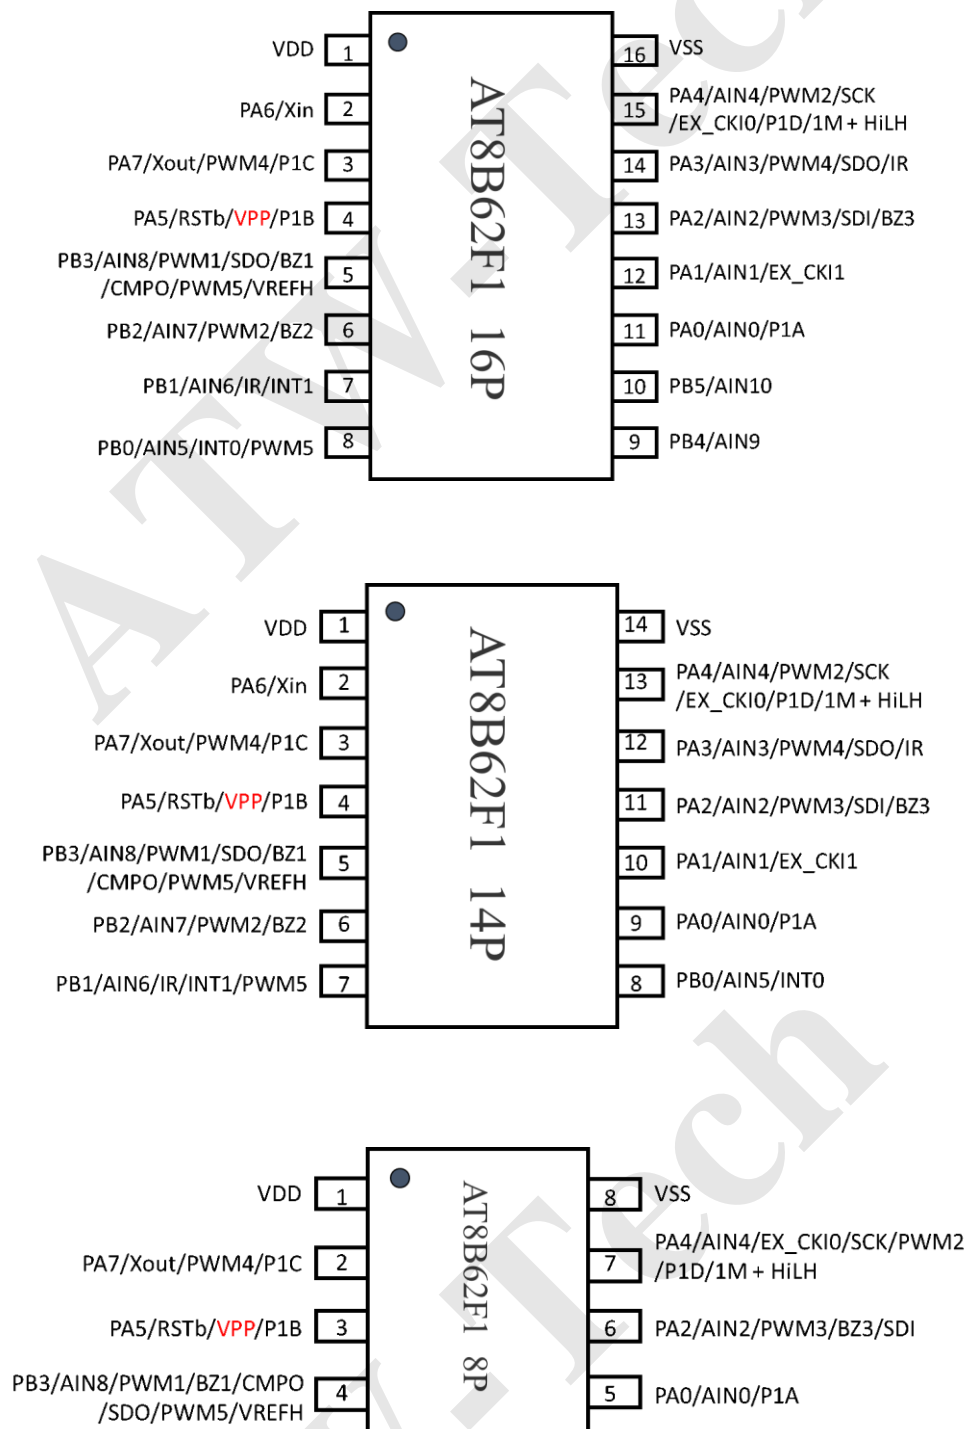 VDD 1
PA6/Xin 2
PA7/Xout/PWM4/P1C 3
PA5/RSTb/VPP/P1B 4
PB3/AIN8/PWM1/SDO/BZ1
/CMPO/PWM5/VREFH 5
PB2/AIN7/PWM2/BZ2 6
PB1/AIN6/IR/INT1 7
PB0/AIN5/INT0/PWM5 8
AT8B62F1 16P
16 VSS
15 PA4/AIN4/PWM2/SCK
/EX_CKI0/P1D/1M + HiLH
14 PA3/AIN3/PWM4/SDO/IR
13 PA2/AIN2/PWM3/SDI/BZ3
12 PA1/AIN1/EX_CKI1
11 PA0/AIN0/P1A
10 PB5/AIN10
9 PB4/AIN9
VDD 1
PA6/Xin 2
PA7/Xout/PWM4/P1C 3
PA5/RSTb/VPP/P1B 4
PB3/AIN8/PWM1/SDO/BZ1
/CMPO/PWM5/VREFH 5
PB2/AIN7/PWM2/BZ2 6
PB1/AIN6/IR/INT1/PWM5 7
AT8B62F1 14P
14 VSS
13 PA4/AIN4/PWM2/SCK
/EX_CKI0/P1D/1M + HiLH
12 PA3/AIN3/PWM4/SDO/IR
11 PA2/AIN2/PWM3/SDI/BZ3
10 PA1/AIN1/EX_CKI1
9 PA0/AIN0/P1A
8 PB0/AIN5/INT0
VDD 1
PA7/Xout/PWM4/P1C 2
PA5/RSTb/VPP/P1B 3
PB3/AIN8/PWM1/BZ1/CMPO
/SDO/PWM5/VREFH 4
AT8B62F1 8P
8 VSS
7 PA4/AIN4/EX_CKI0/SCK/PWM2
/P1D/1M + HiLH
6 PA2/AIN2/PWM3/BZ3/SDI
5 PA0/AIN0/P1A
ATW-Tech
-Tech